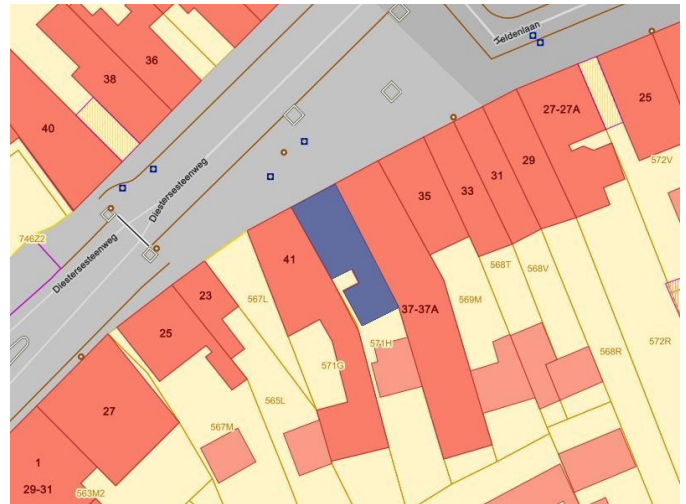 Jeldenlaan
36
38
40
27-27A
25
572V
29
31
33
35
Diestersesteenweg
Diestersesteenweg
746Z2
41
568T
568V
567L
23
569M
37-37A
25
571H
568R
572R
571G
565L
27
567M
1
29-31
563M2